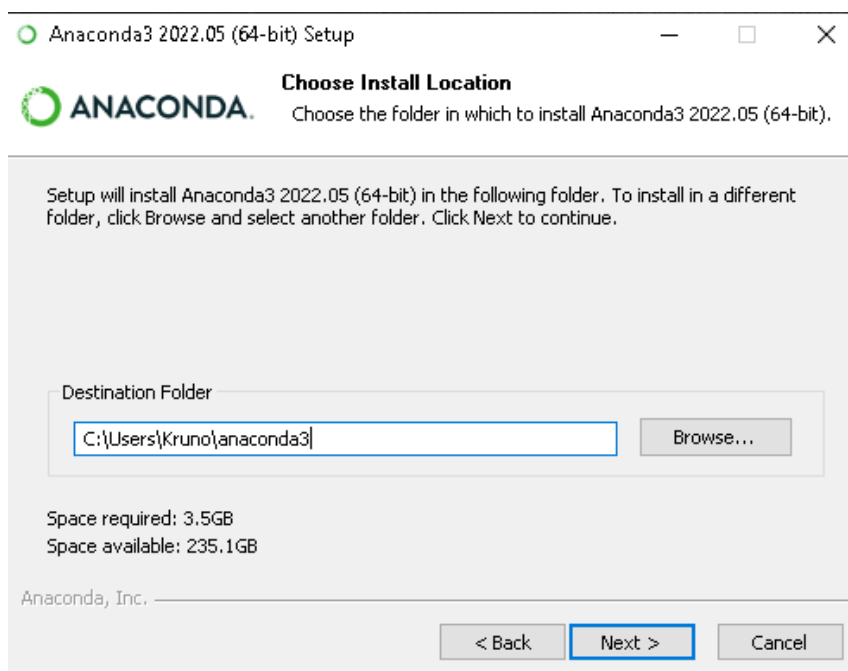 Anaconda3 2022.05 (64-bit) Setup
ANACONDA.
Choose Install Location
Choose the folder in which to install Anaconda3 2022.05 (64-bit).
Setup will install Anaconda3 2022.05 (64-bit) in the following folder. To install in a different
folder, click Browse and select another folder. Click Next to continue.
Destination Folder
C:\Users\Kruno\anaconda3
Browse...
Space required: 3.5GB
Space available: 235.1GB
Anaconda, Inc.
< Back
Next >
Cancel